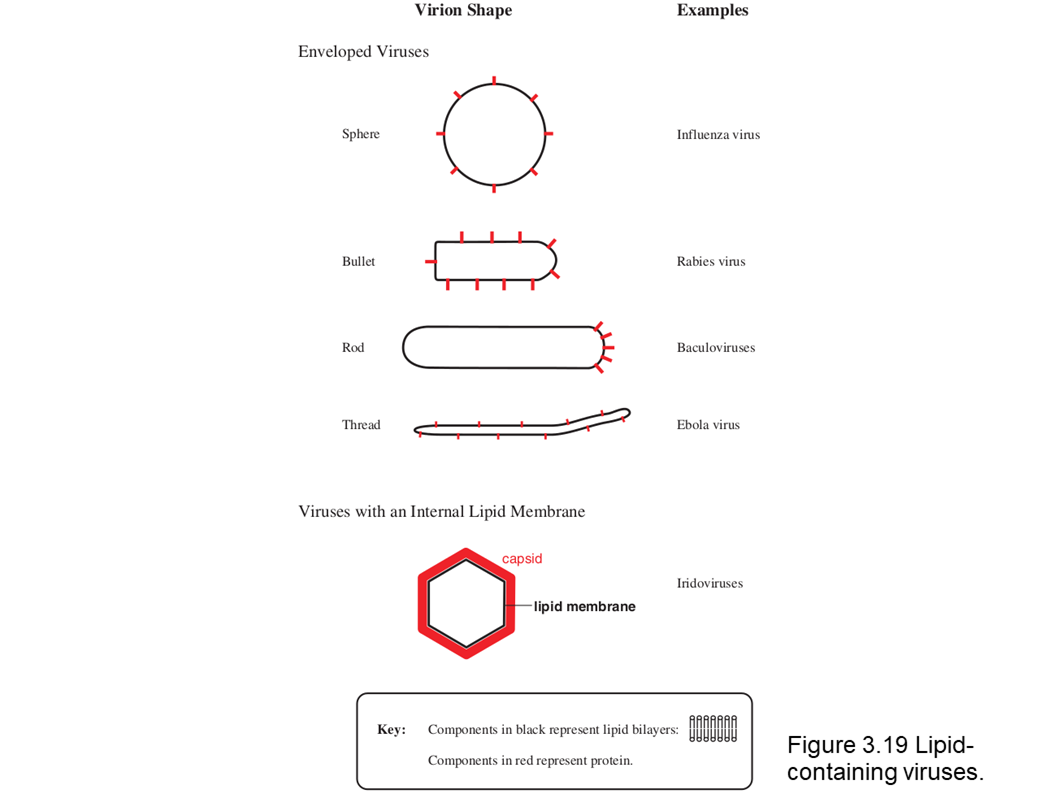 Virion Shape Examples
Enveloped Viruses
Sphere Influenza virus
Bullet Rabies virus
Rod Baculoviruses
Thread Ebola virus
Viruses with an Internal Lipid Membrane
capsid
Iridoviruses
lipid membrane
Key: Components in black represent lipid bilayers:
Components in red represent protein.
Figure 3.19 Lipid-
containing viruses.